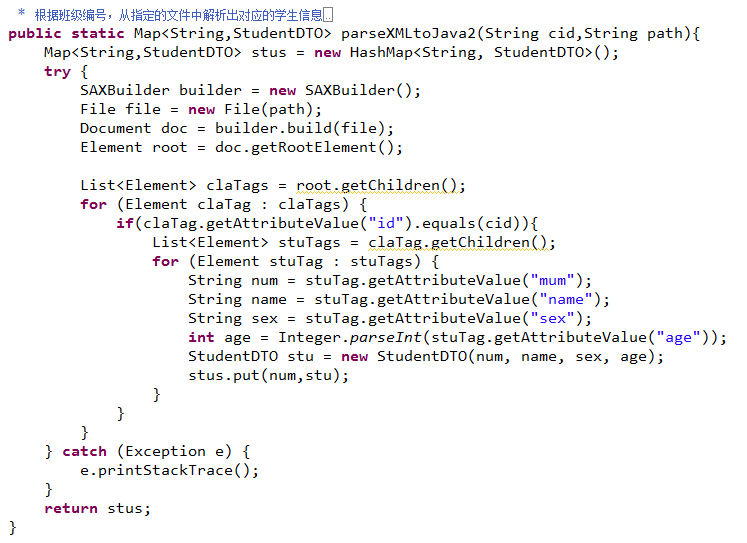 * 根据班级编号，从指定的文件中解析出对应的学生信息..
public static Map<String,StudentDTO> parseXMLtoJava2(String cid,String path){
    Map<String,StudentDTO> stus = new HashMap<String, StudentDTO>();
    try {
        SAXBuilder builder = new SAXBuilder();
        File file = new File(path);
        Document doc = builder.build(file);
        Element root = doc.getRootElement();

        List<Element> claTags = root.getChildren();
        for (Element claTag : claTags) {
            if(claTag.getAttributeValue("id").equals(cid)){
                List<Element> stuTags = claTag.getChildren();
                for (Element stuTag : stuTags) {
                    String num = stuTag.getAttributeValue("mum");
                    String name = stuTag.getAttributeValue("name");
                    String sex = stuTag.getAttributeValue("sex");
                    int age = Integer.parseInt(stuTag.getAttributeValue("age"));
                    StudentDTO stu = new StudentDTO(num, name, sex, age);
                    stus.put(num,stu);
                }
            }
        }
    } catch (Exception e) {
        e.printStackTrace();
    }
    return stus;
}